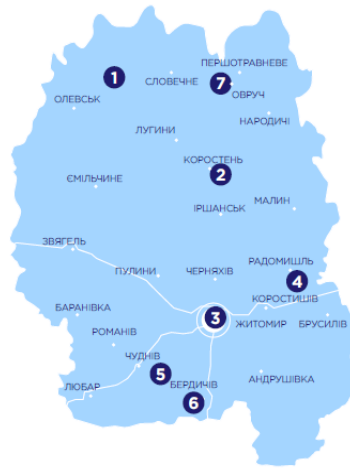 ПЕРШОТРАВНЕВЕ
1
СЛОВЕЧНЕ
7
ОВРУЧ
ОЛЕВСЬК
НАРОДИЧІ
ЛУГИНИ
КОРОСТЕНЬ
2
ЄМІЛЬЧИНЕ
МАЛИН
ІРШАНСЬК
ЗВЯГЕЛЬ
РАДОМИШЛЬ
ПУЛИНИ
ЧЕРНЯХІВ
4
КОРОСТИШІВ
БАРАНІВКА
3
ЖИТОМИР
БРУСИЛІВ
РОМАНІВ
ЧУДНІВ
5
АНДРУШІВКА
ЛЮБАР
БЕРДИЧІВ
6